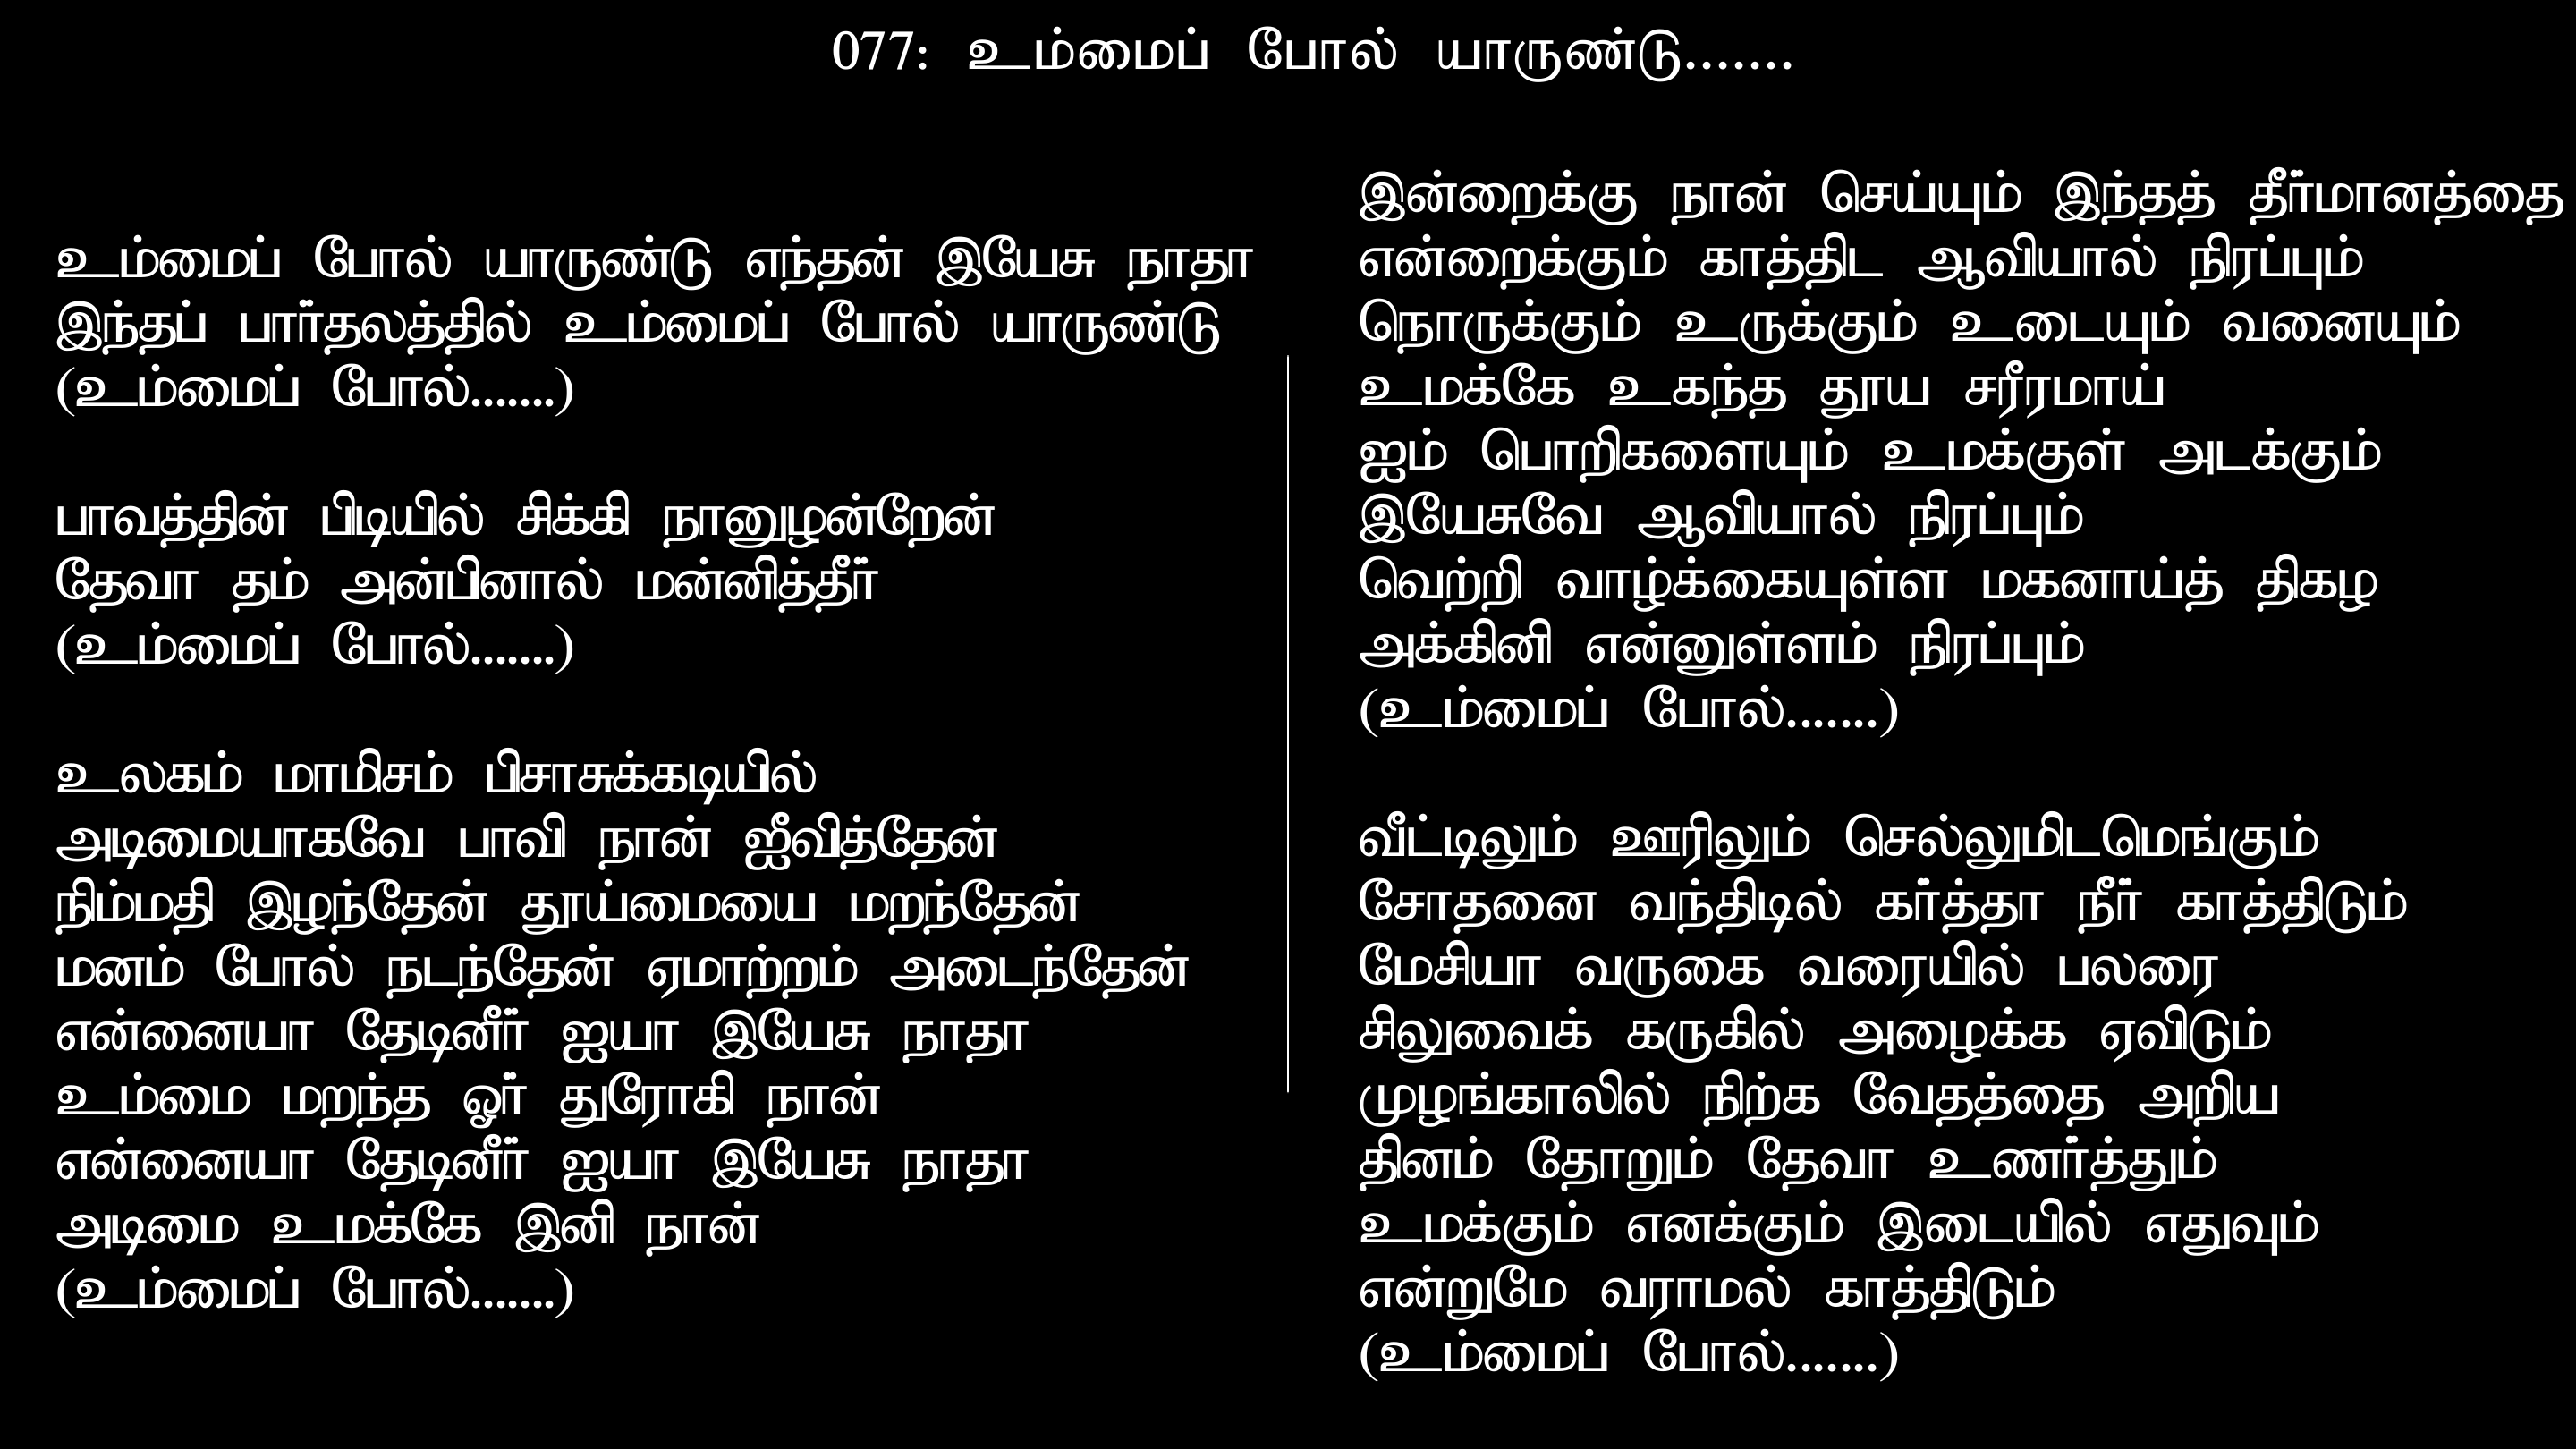 077: உம்மைப் போல் யாருண்டு.......
உம்மைப் போல் யாருண்டு எந்தன் இயேசு நாதா
இந்தப் பார்தலத்தில் உம்மைப் போல் யாருண்டு
(உம்மைப் போல்.......)
பாவத்தின் பிடியில் சிக்கி நானுழன்றேன்
தேவா தம் அன்பினால் மன்னித்தீர்
(உம்மைப் போல்.......)
உலகம் மாமிசம் பிசாசுக்கடியில்
அடிமையாகவே பாவி நான் ஐீவித்தேன்
நிம்மதி இழந்தேன் தூய்மையை மறந்தேன்
மனம் போல் நடந்தேன் ஏமாற்றம் அடைந்தேன்
என்னையா தேடினீர் ஐயா இயேசு நாதா
உம்மை மறந்த ஓர் துரோகி நான்
என்னையா தேடினீர் ஐயா இயேசு நாதா
அடிமை உமக்கே இனி நான்
(உம்மைப் போல்.......)
இன்றைக்கு நான் செய்யும் இந்தத் தீர்மானத்தை
என்றைக்கும் காத்திட ஆவியால் நிரப்பும்
நொருக்கும் உருக்கும் உடையும் வனையும்
உமக்கே உகந்த தூய சரீரமாய்
ஐம் பொறிகளையும் உமக்குள் அடக்கும்
இயேசுவே ஆவியால் நிரப்பும்
வெற்றி வாழ்க்கையுள்ள மகனாய்த் திகழ
அக்கினி என்னுள்ளம் நிரப்பும்
(உம்மைப் போல்.......)
வீட்டிலும் ஊரிலும் செல்லுமிடமெங்கும்
சோதனை வந்திடில் கர்த்தா நீர் காத்திடும்
மேசியா வருகை வரையில் பலரை
சிலுவைக் கருகில் அழைக்க ஏவிடும்
முழங்காலில் நிற்க வேதத்தை அறிய
தினம் தோறும் தேவா உணர்த்தும்
உமக்கும் எனக்கும் இடையில் எதுவும்
என்றுமே வராமல் காத்திடும்
(உம்மைப் போல்.......)